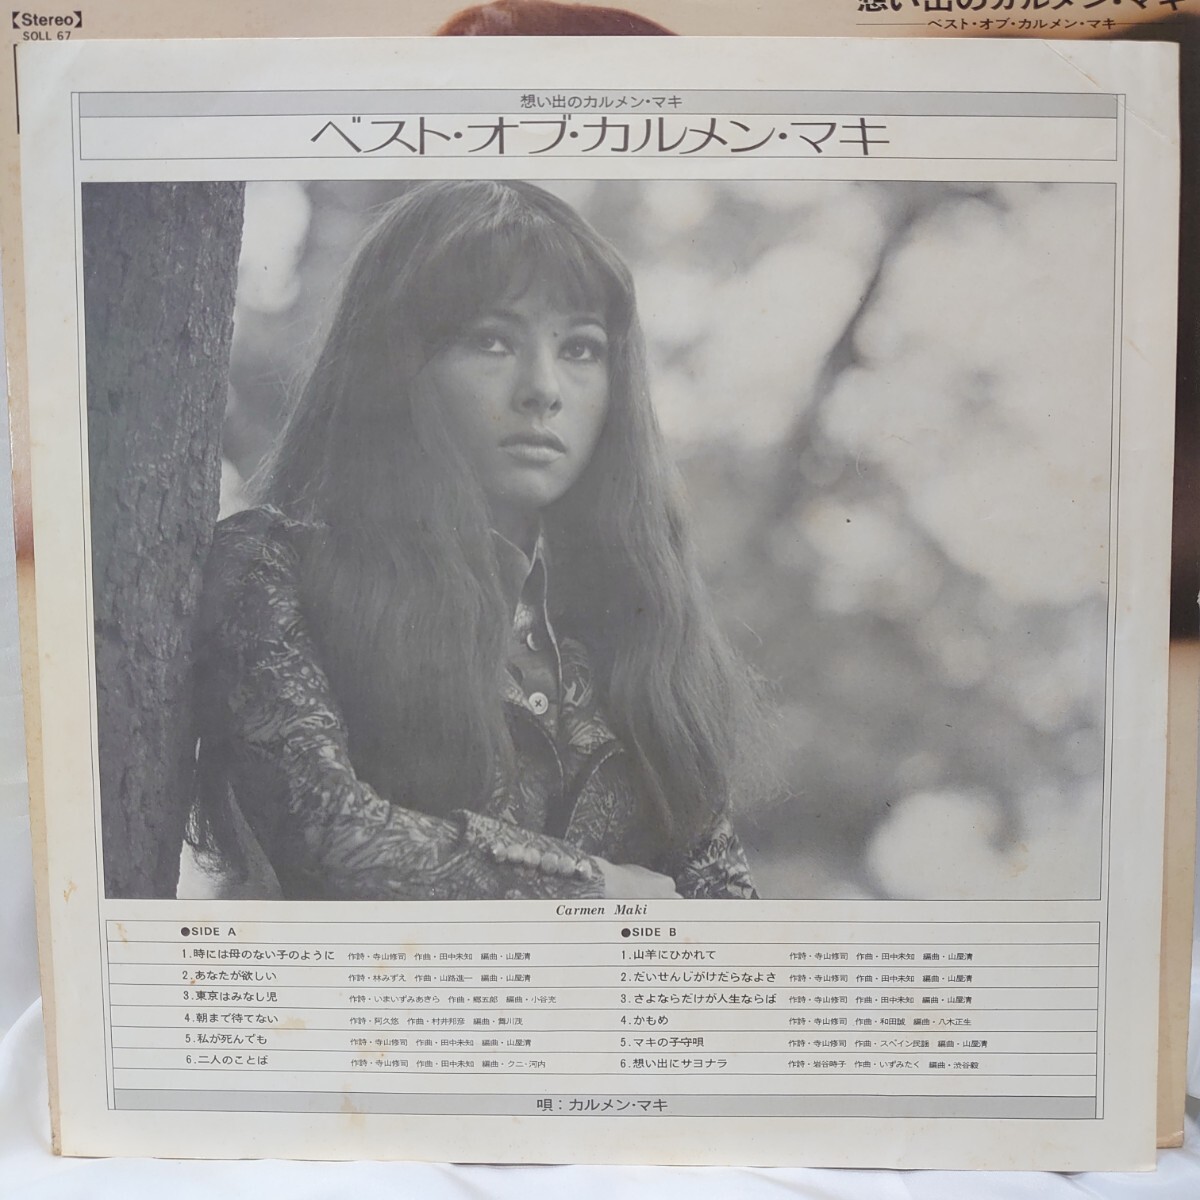 【Stereo】
SOLL 67
想い出のカルメン・マキ
ベスト・オブ・カルメン・マキ
想い出のカルメン・マキ
ベスト・オブ・カルメン・マキ
Carmen Maki
●SIDE A
1.時には母のない子のように 作詩・寺山修司 作曲・田中未知 編曲・山屋清
2.あなたが欲しい 作詩・林みずえ 作曲・山路進一 編曲・山屋清
3.東京はみなし児 作詩・いまいずみあきら 作曲・郷五郎 編曲・小谷充
4.朝まで待てない 作詩・阿久悠 作曲・村井邦彦 編曲・馬川茂
5.私が死んでも 作詩・寺山修司 作曲・田中未知 編曲・山屋清
6.二人のことば 作詩・寺山修司 作曲・田中未知 編曲・クニ・河内
●SIDE B
1.山羊にひかれて 作詩・寺山修司 作曲・田中未知 編曲・山屋清
2.だいせんじがけだらなよさ 作詩・寺山修司 作曲・田中未知 編曲・山屋清
3.さよならだけが人生ならば 作詩・寺山修司 作曲・田中未知 編曲・山屋清
4.かもめ 作詩・寺山修司 作曲・和田誠 編曲・八木正生
5.マキの子守唄 作詩・寺山修司 作曲・スペイン民謡 編曲・山屋清
6.想い出にサヨナラ 作詩・岩谷時子 作曲・いずみたく 編曲・渋谷毅
唄：カルメン・マキ